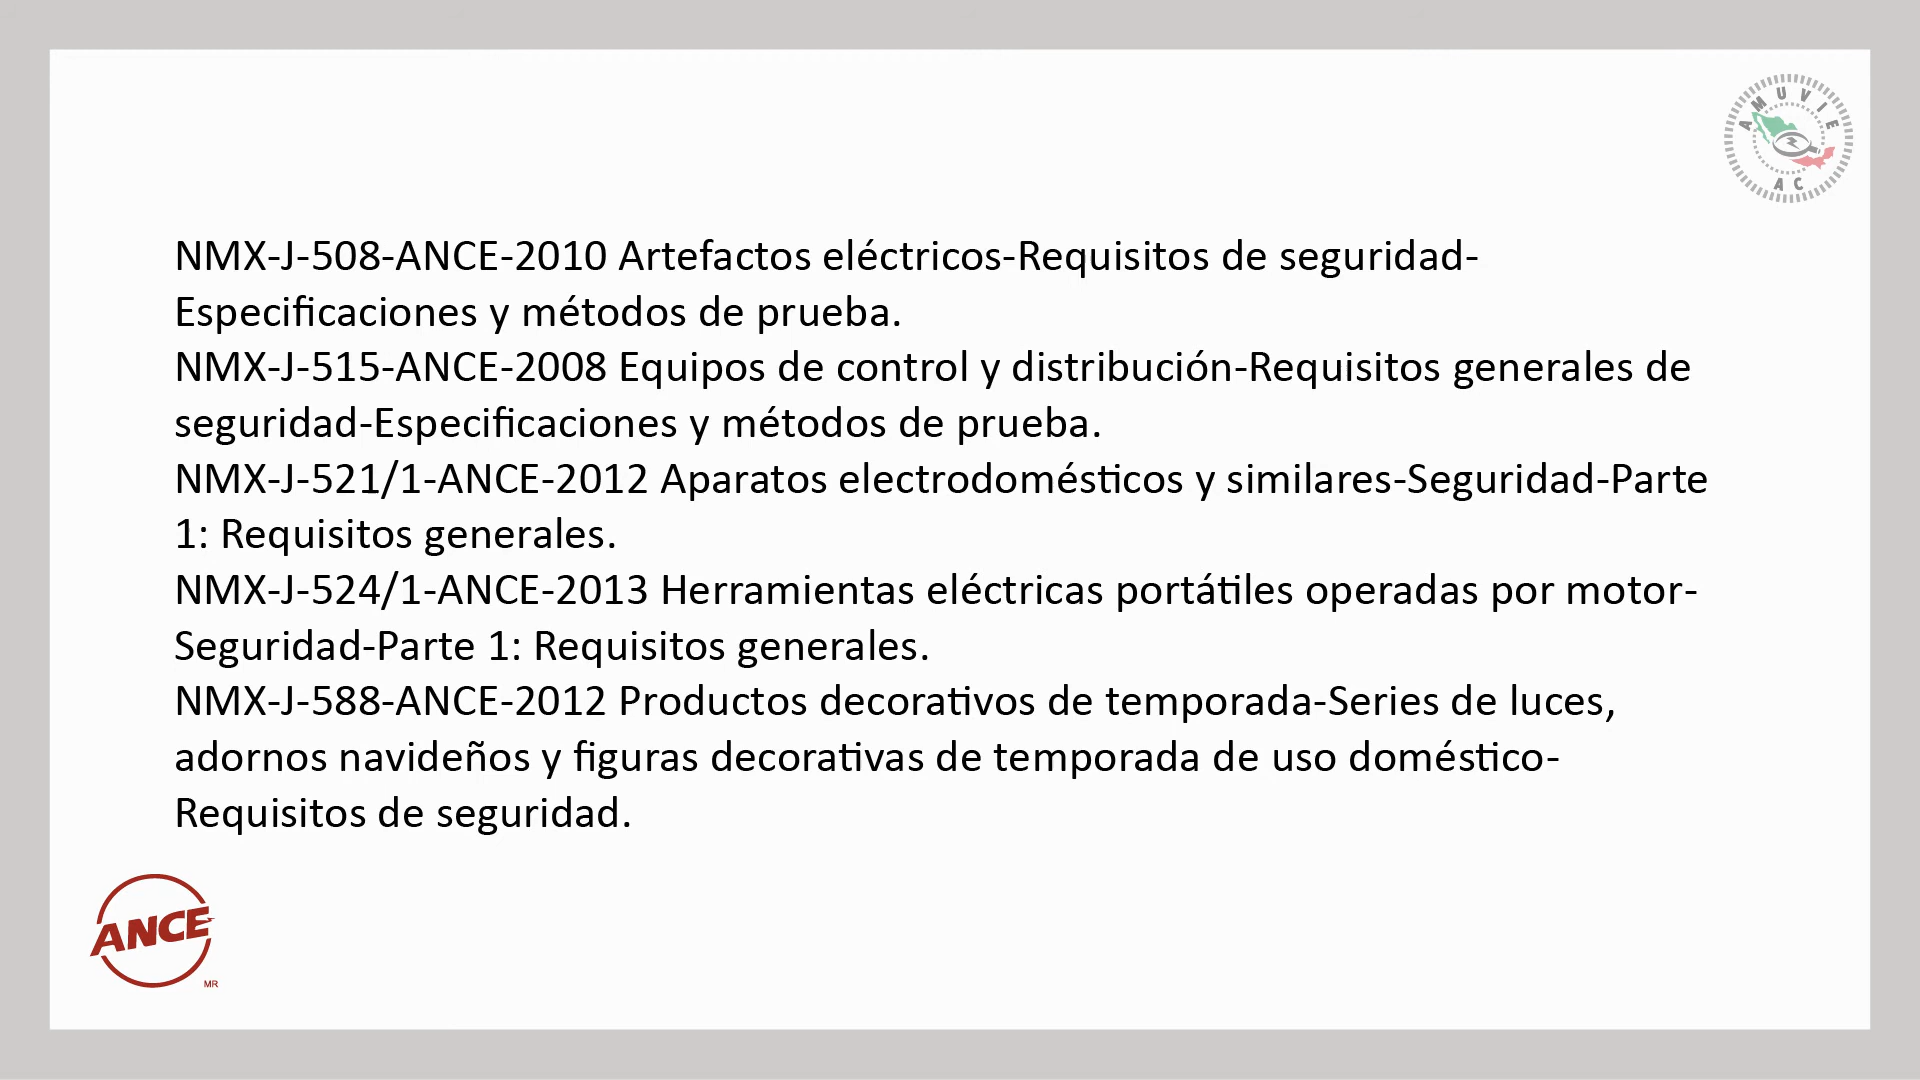 AMUVIE
AC
NMX-J-508-ANCE-2010 Artefactos eléctricos-Requisitos de seguridad-
Especificaciones y métodos de prueba.
NMX-J-515-ANCE-2008 Equipos de control y distribución-Requisitos generales de
seguridad-Especificaciones y métodos de prueba.
NMX-J-521/1-ANCE-2012 Aparatos electrodomésticos y similares-Seguridad-Parte
1: Requisitos generales.
NMX-J-524/1-ANCE-2013 Herramientas eléctricas portátiles operadas por motor-
Seguridad-Parte 1: Requisitos generales.
NMX-J-588-ANCE-2012 Productos decorativos de temporada-Series de luces,
adornos navideños y figuras decorativas de temporada de uso doméstico-
Requisitos de seguridad.
ANCE
MR